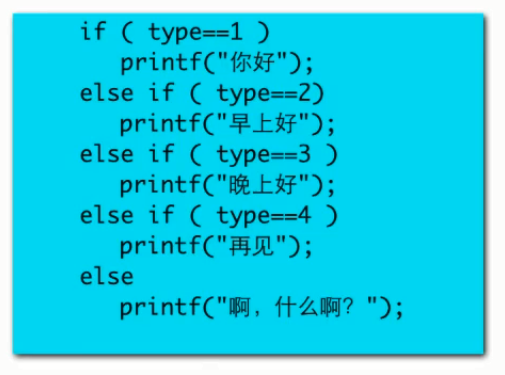 if ( type==1 )
printf("你好");
else if ( type==2)
printf("早上好");
else if ( type==3 )
printf("晚上好");
else if ( type==4 )
printf("再见");
else
printf("啊，什么啊？");